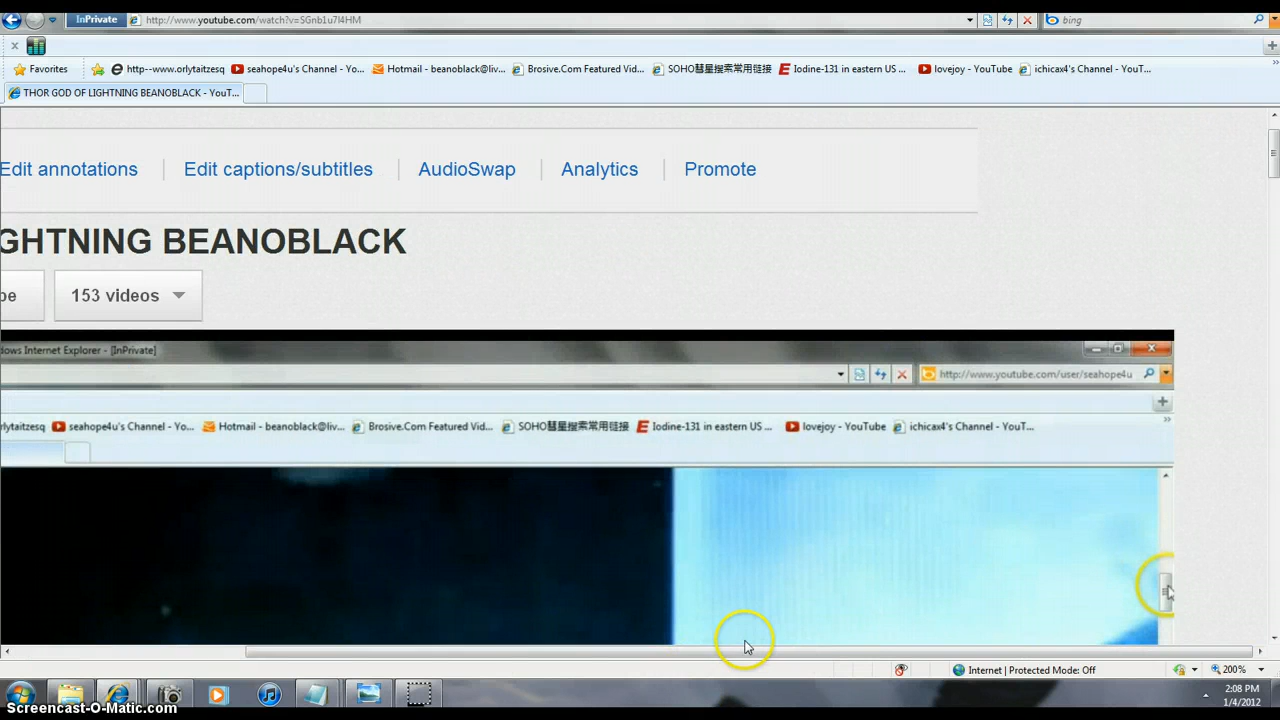 InPrivate http://www.youtube.com/watch?v=SGnb1u7l4HM bing
x
Favorites http--www.orlytaitzesq seahope4u's Channel - Yo... Hotmail - beanoblack@liv... Brosive.Com Featured Vid... SOHO彗星搜索常用链接 Iodine-131 in eastern US ... lovejoy - YouTube ichicax4's Channel - YouT...
THOR GOD OF LIGHTNING BEANOBLACK - YouT...
Edit annotations Edit captions/subtitles AudioSwap Analytics Promote
GHTNING BEANOBLACK
be 153 videos
dows Internet Explorer - [InPrivate]
http://www.youtube.com/user/seahope4u
orlytaitzesq seahope4u's Channel - Yo... Hotmail - beanoblack@liv... Brosive.Com Featured Vid... SOHO彗星搜索常用链接 Iodine-131 in eastern US ... lovejoy - YouTube ichicax4's Channel - YouT...
Internet | Protected Mode: Off 200%
2:08 PM
1/4/2012
Screencast-O-Matic.com